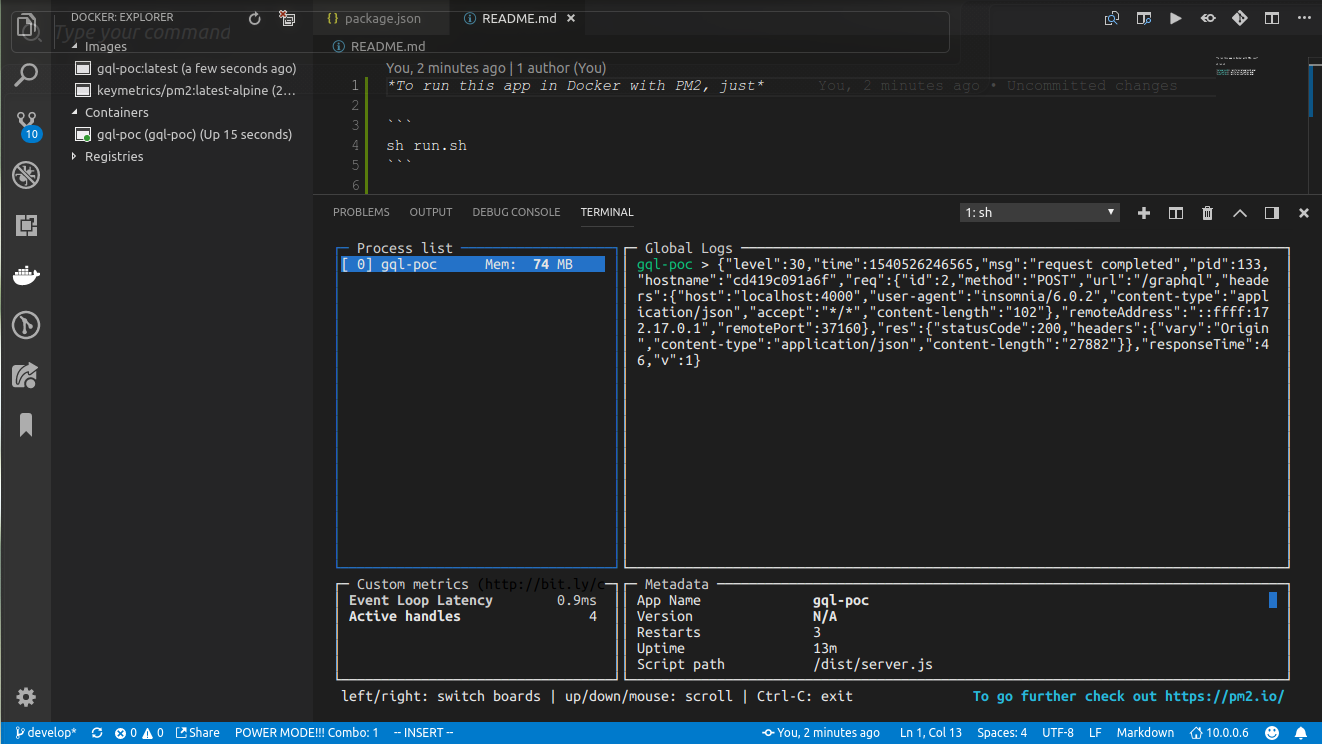 DOCKER: EXPLORER
Type your command
Images
gql-poc:latest (a few seconds ago)
keymetrics/pm2:latest-alpine (2...
Containers
gql-poc (gql-poc) (Up 15 seconds)
Registries
10
{} package.json
README.md
README.md
You, 2 minutes ago | 1 author (You)
1 *To run this app in Docker with PM2, just* You, 2 minutes ago • Uncommitted changes
2
3 ```
4 sh run.sh
5 ```
6
PROBLEMS OUTPUT DEBUG CONSOLE TERMINAL
1: sh
Process list
[ 0] gql-poc Mem: 74 MB
Global Logs
gql-poc > {"level":30,"time":1540526246565,"msg":"request completed","pid":133,
"hostname":"cd419c091a6f","req":{"id":2,"method":"POST","url":"/graphql","heade
rs":{"host":"localhost:4000","user-agent":"insomnia/6.0.2","content-type":"appl
ication/json","accept":"*/*","content-length":"102"},"remoteAddress":"::ffff:17
2.17.0.1","remotePort":37160},"res":{"statusCode":200,"headers":{"vary":"Origin
","content-type":"application/json","content-length":"27882"}},"responseTime":4
6,"v":1}
Custom metrics (http://bit.ly/c
Event Loop Latency 0.9ms
Active handles 4
Metadata
App Name gql-poc
Version N/A
Restarts 3
Uptime 13m
Script path /dist/server.js
left/right: switch boards | up/down/mouse: scroll | Ctrl-C: exit
To go further check out https://pm2.io/
develop* 0 0 Share POWER MODE!!! Combo: 1 -- INSERT -- You, 2 minutes ago Ln 1, Col 13 Spaces: 4 UTF-8 LF Markdown 10.0.0.6